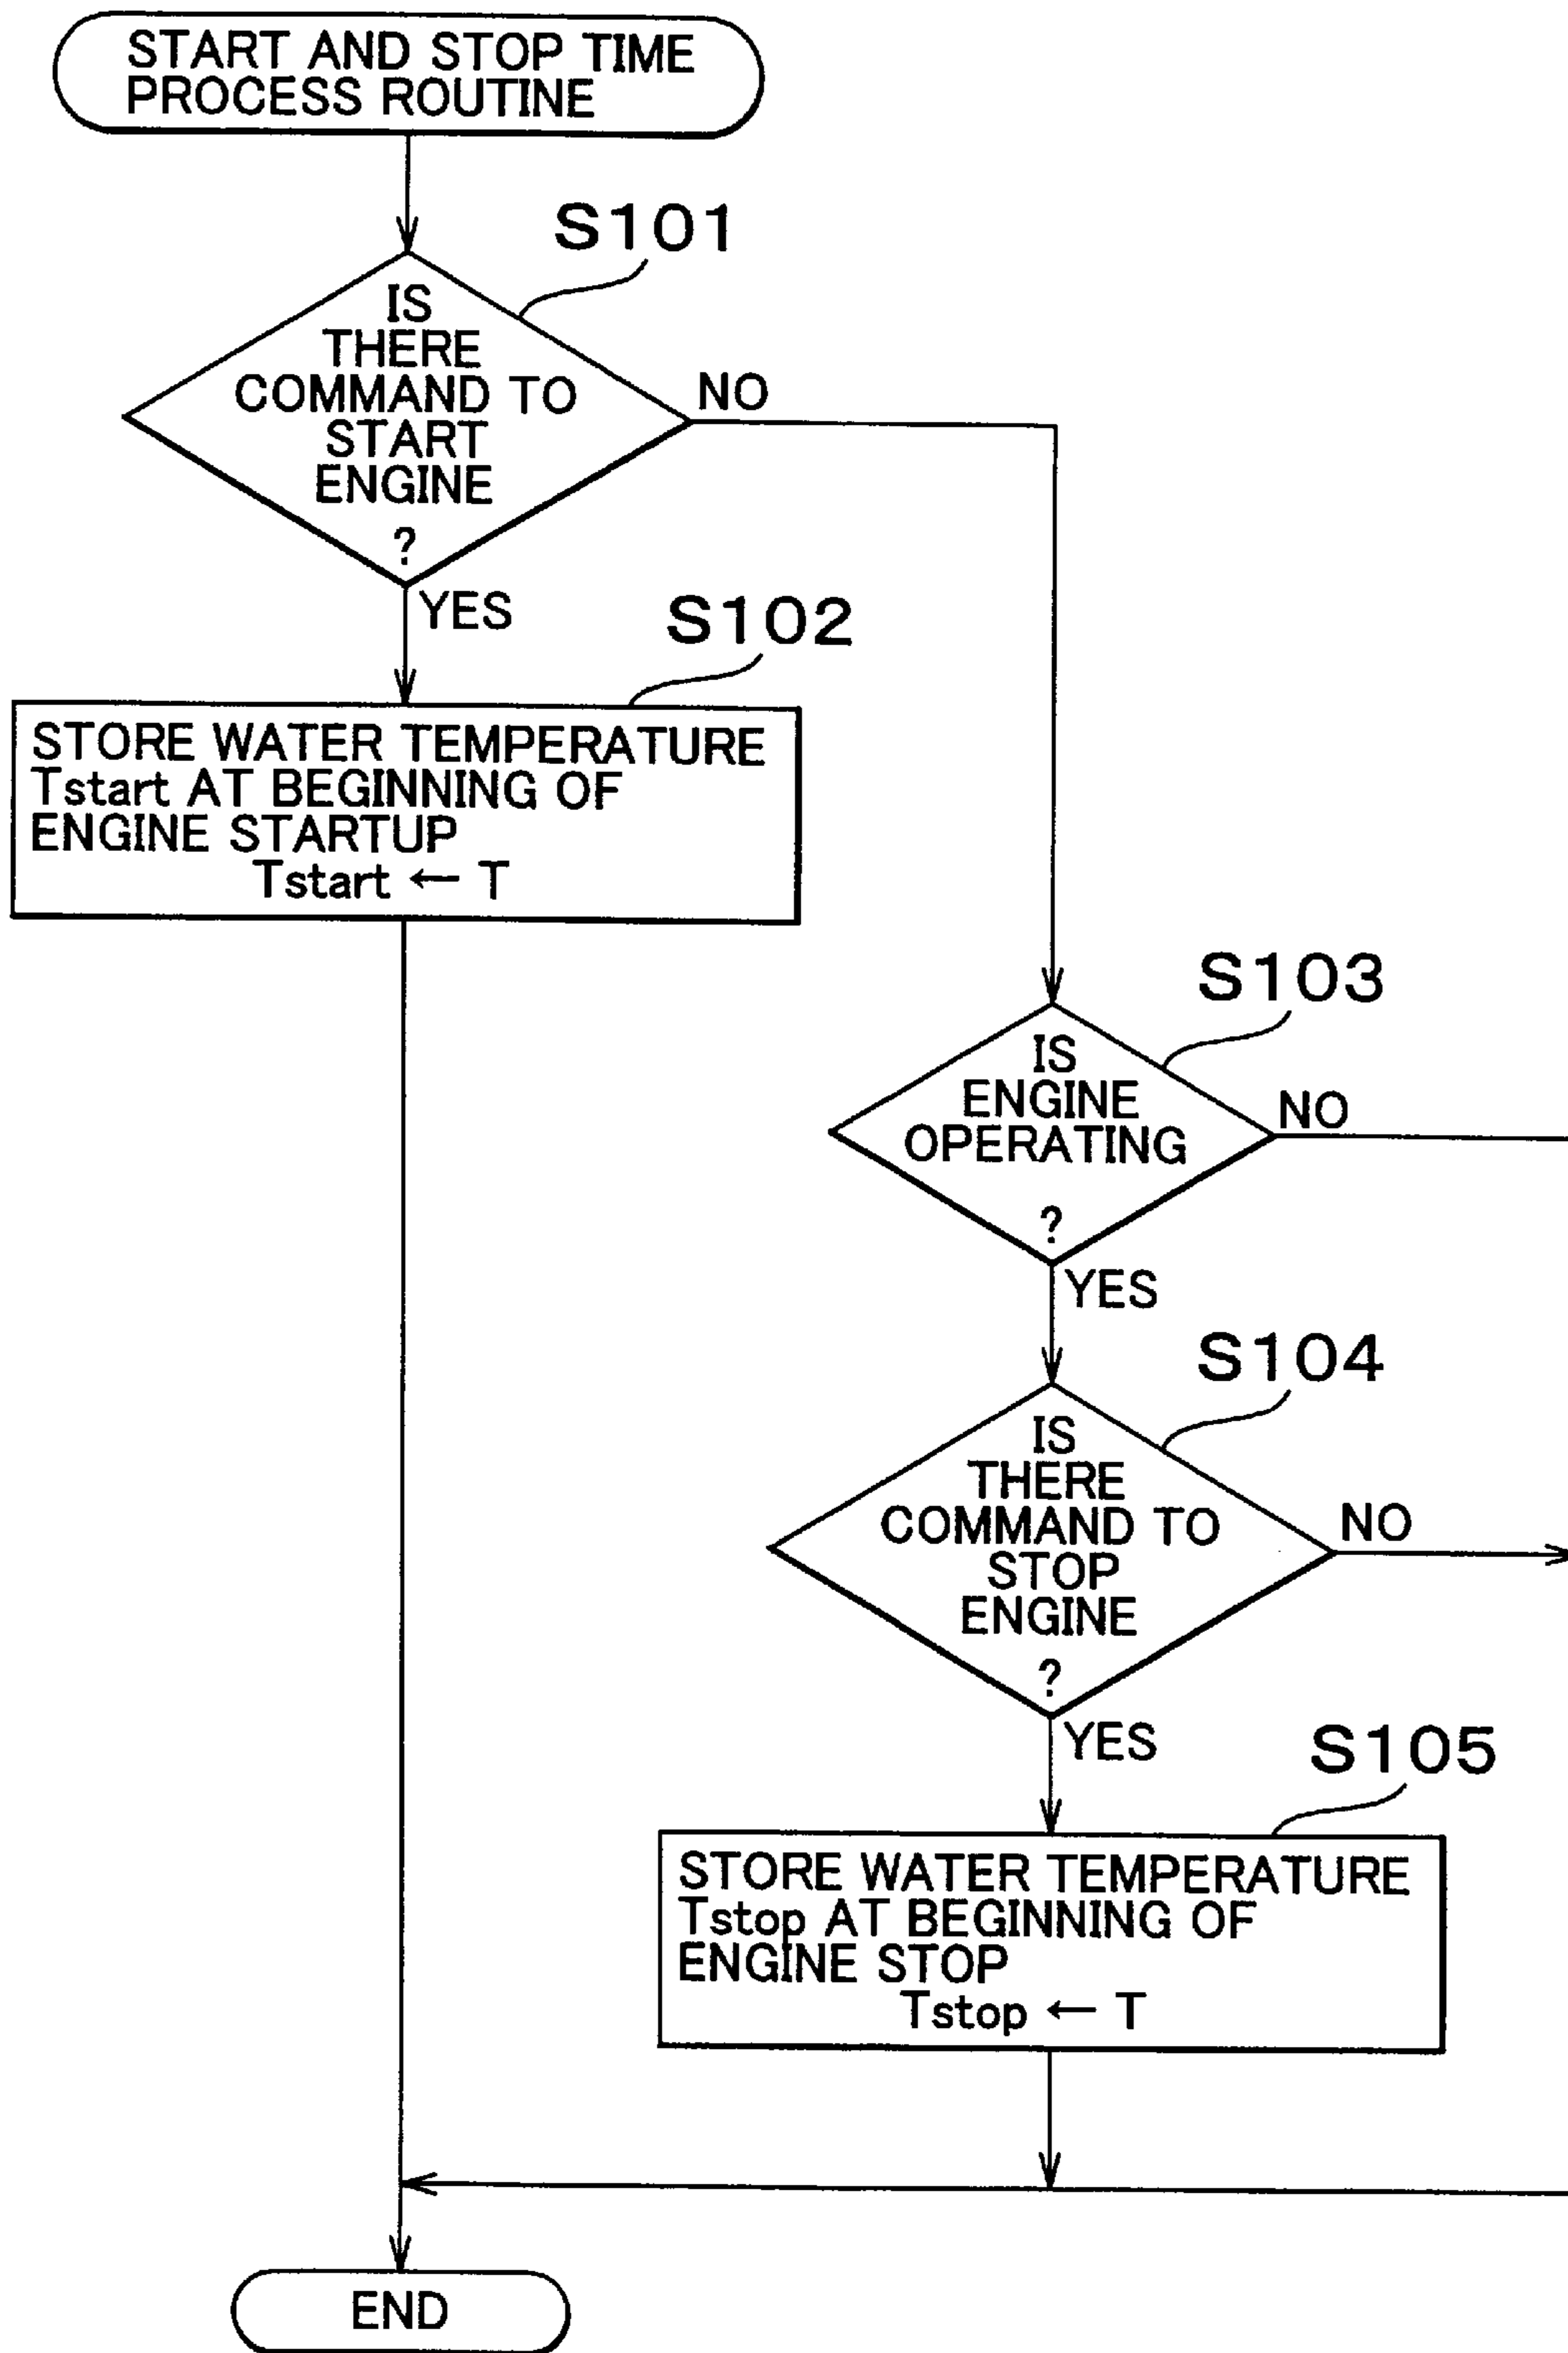 START AND STOP TIME
PROCESS ROUTINE
S101
IS
THERE
COMMAND TO
START
ENGINE
?
NO
YES
S102
STORE WATER TEMPERATURE
Tstart AT BEGINNING OF
ENGINE STARTUP
Tstart ← T
S103
IS
ENGINE
OPERATING
?
NO
YES
S104
IS
THERE
COMMAND TO
STOP
ENGINE
?
NO
YES
S105
STORE WATER TEMPERATURE
Tstop AT BEGINNING OF
ENGINE STOP
Tstop ← T
END